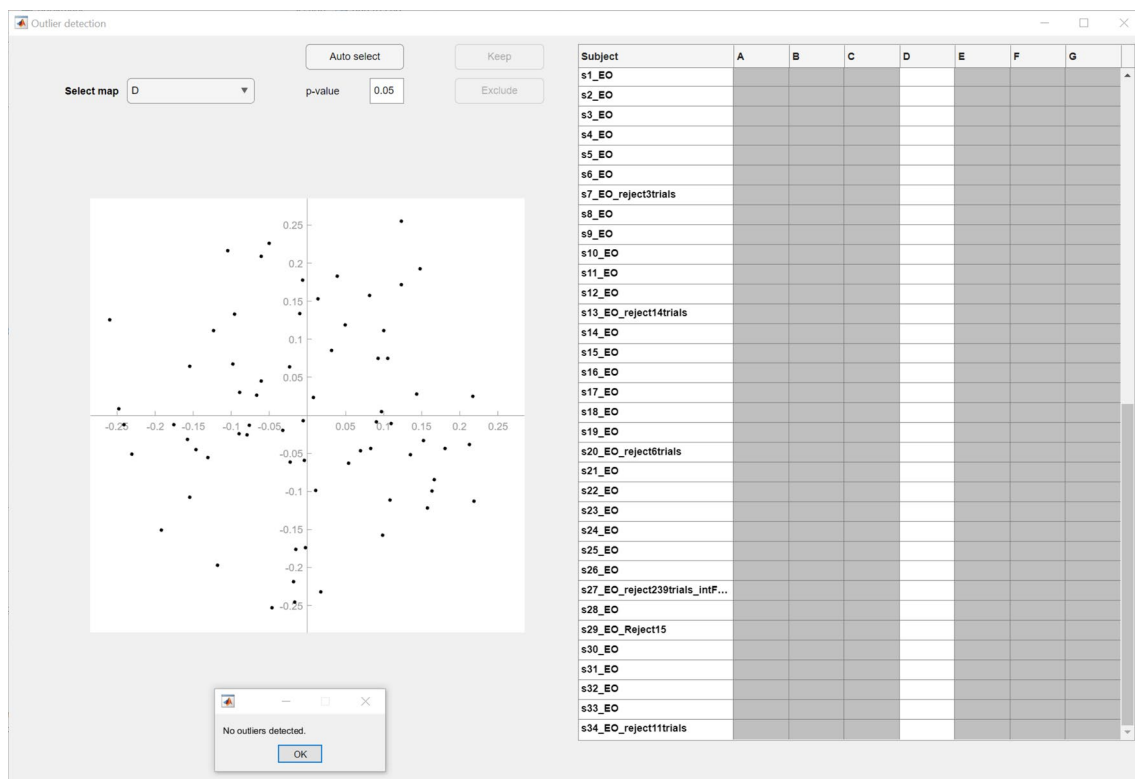 Outlier detection
Auto select
Keep
Select map D
p-value 0.05
Exclude
0.25
0.2
0.15
0.1
0.05
-0.25 -0.2 -0.15 -0.1 -0.05 0.05 0.1 0.15 0.2 0.25
-0.05
-0.1
-0.15
-0.2
-0.25
No outliers detected.
OK
Subject A B C D E F G
s1_EO
s2_EO
s3_EO
s4_EO
s5_EO
s6_EO
s7_EO_reject3trials
s8_EO
s9_EO
s10_EO
s11_EO
s12_EO
s13_EO_reject14trials
s14_EO
s15_EO
s16_EO
s17_EO
s18_EO
s19_EO
s20_EO_reject6trials
s21_EO
s22_EO
s23_EO
s24_EO
s25_EO
s26_EO
s27_EO_reject239trials_intF...
s28_EO
s29_EO_Reject15
s30_EO
s31_EO
s32_EO
s33_EO
s34_EO_reject11trials